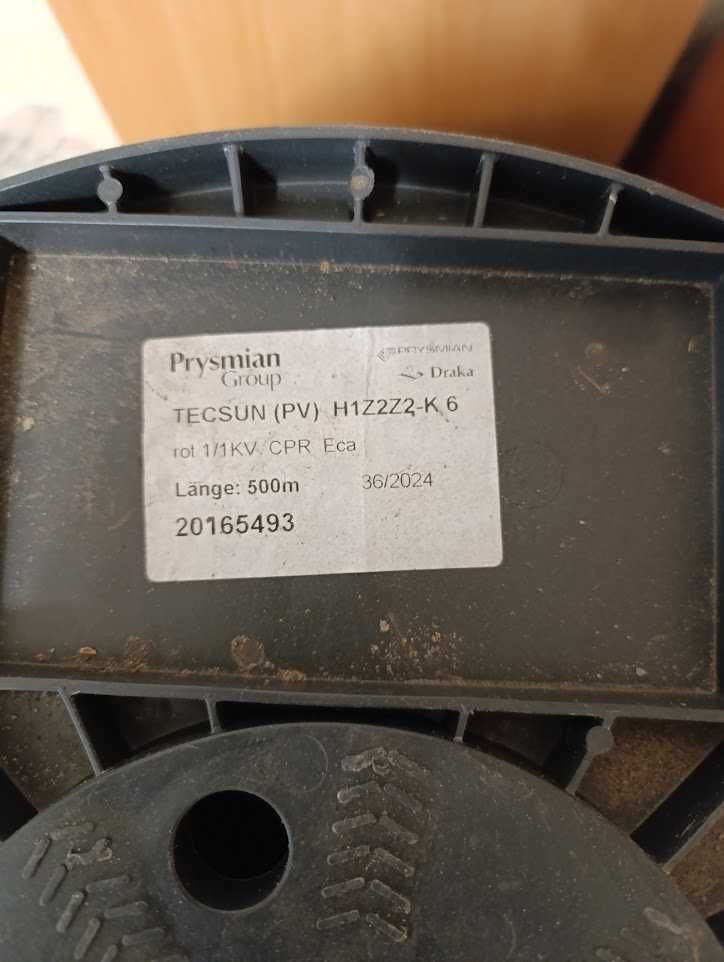 Prysmian
Group
PRYSMIAN
Draka
TECSUN (PV) H1Z2Z2-K 6
rot 1/1KV, CPR Eca
Länge: 500m 36/2024
20165493